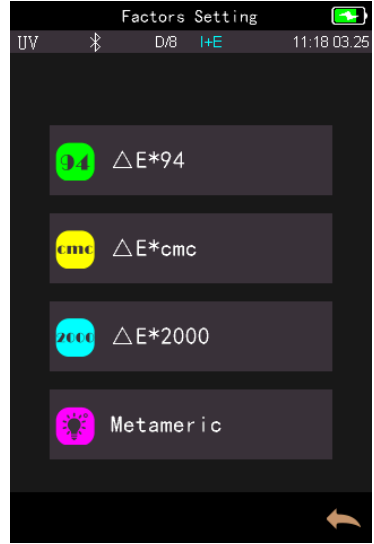 Factors Setting
UV D/8 I+E 11:18 03.25
94 △E*94
cmc △E*cmc
2000 △E*2000
Metameric